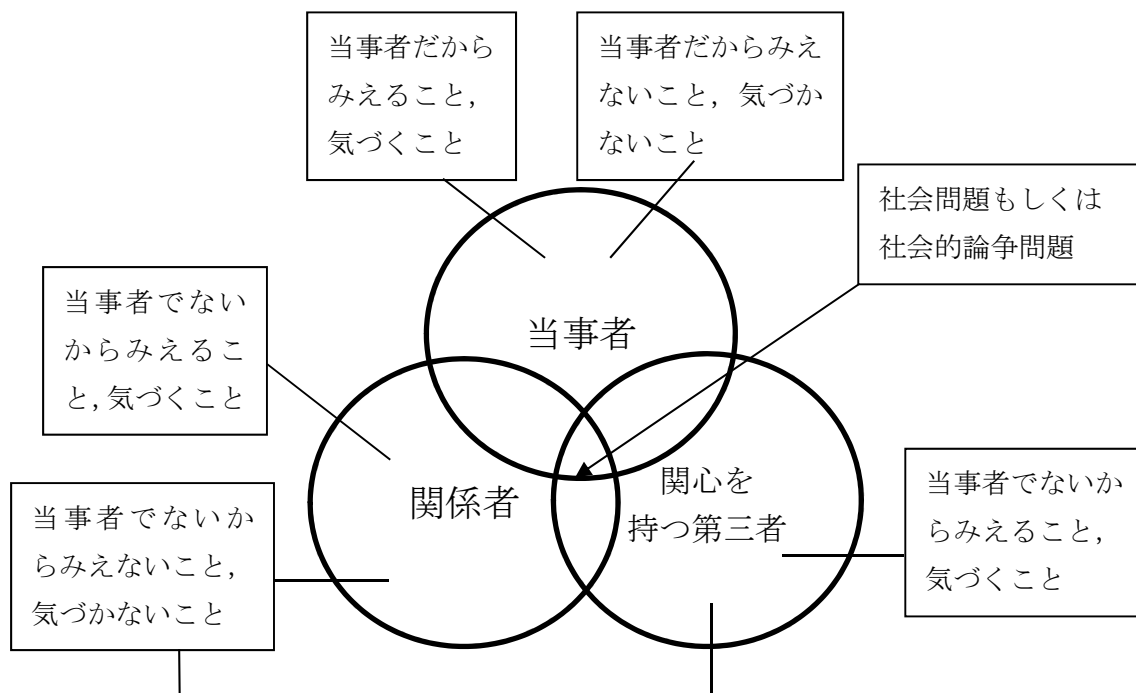 当事者だから
みえること，
気づくこと
当事者だからみえ
ないこと，気づか
ないこと
社会問題もしくは
社会的論争問題
当事者でない
からみえるこ
と，気づくこと
当事者
関係者
関心を
持つ第三者
当事者でないか
らみえないこと，
気づかないこと
当事者でないか
らみえること，
気づくこと